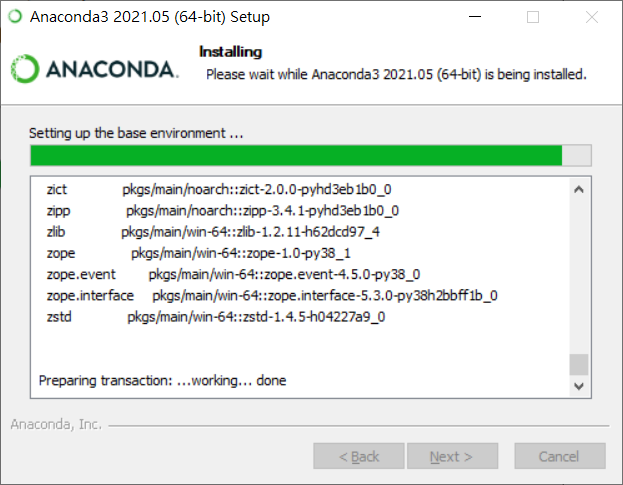 Anaconda3 2021.05 (64-bit) Setup
Installing
ANACONDA.
Please wait while Anaconda3 2021.05 (64-bit) is being installed.
Setting up the base environment ...
zict pkgs/main/noarch::zict-2.0.0-pyhd3eb1b0_0
zipp pkgs/main/noarch::zipp-3.4.1-pyhd3eb1b0_0
zlib pkgs/main/win-64::zlib-1.2.11-h62dcd97_4
zope pkgs/main/win-64::zope-1.0-py38_1
zope.event pkgs/main/win-64::zope.event-4.5.0-py38_0
zope.interface pkgs/main/win-64::zope.interface-5.3.0-py38h2bbff1b_0
zstd pkgs/main/win-64::zstd-1.4.5-h04227a9_0
Preparing transaction: ...working... done
Anaconda, Inc.
< Back Next > Cancel